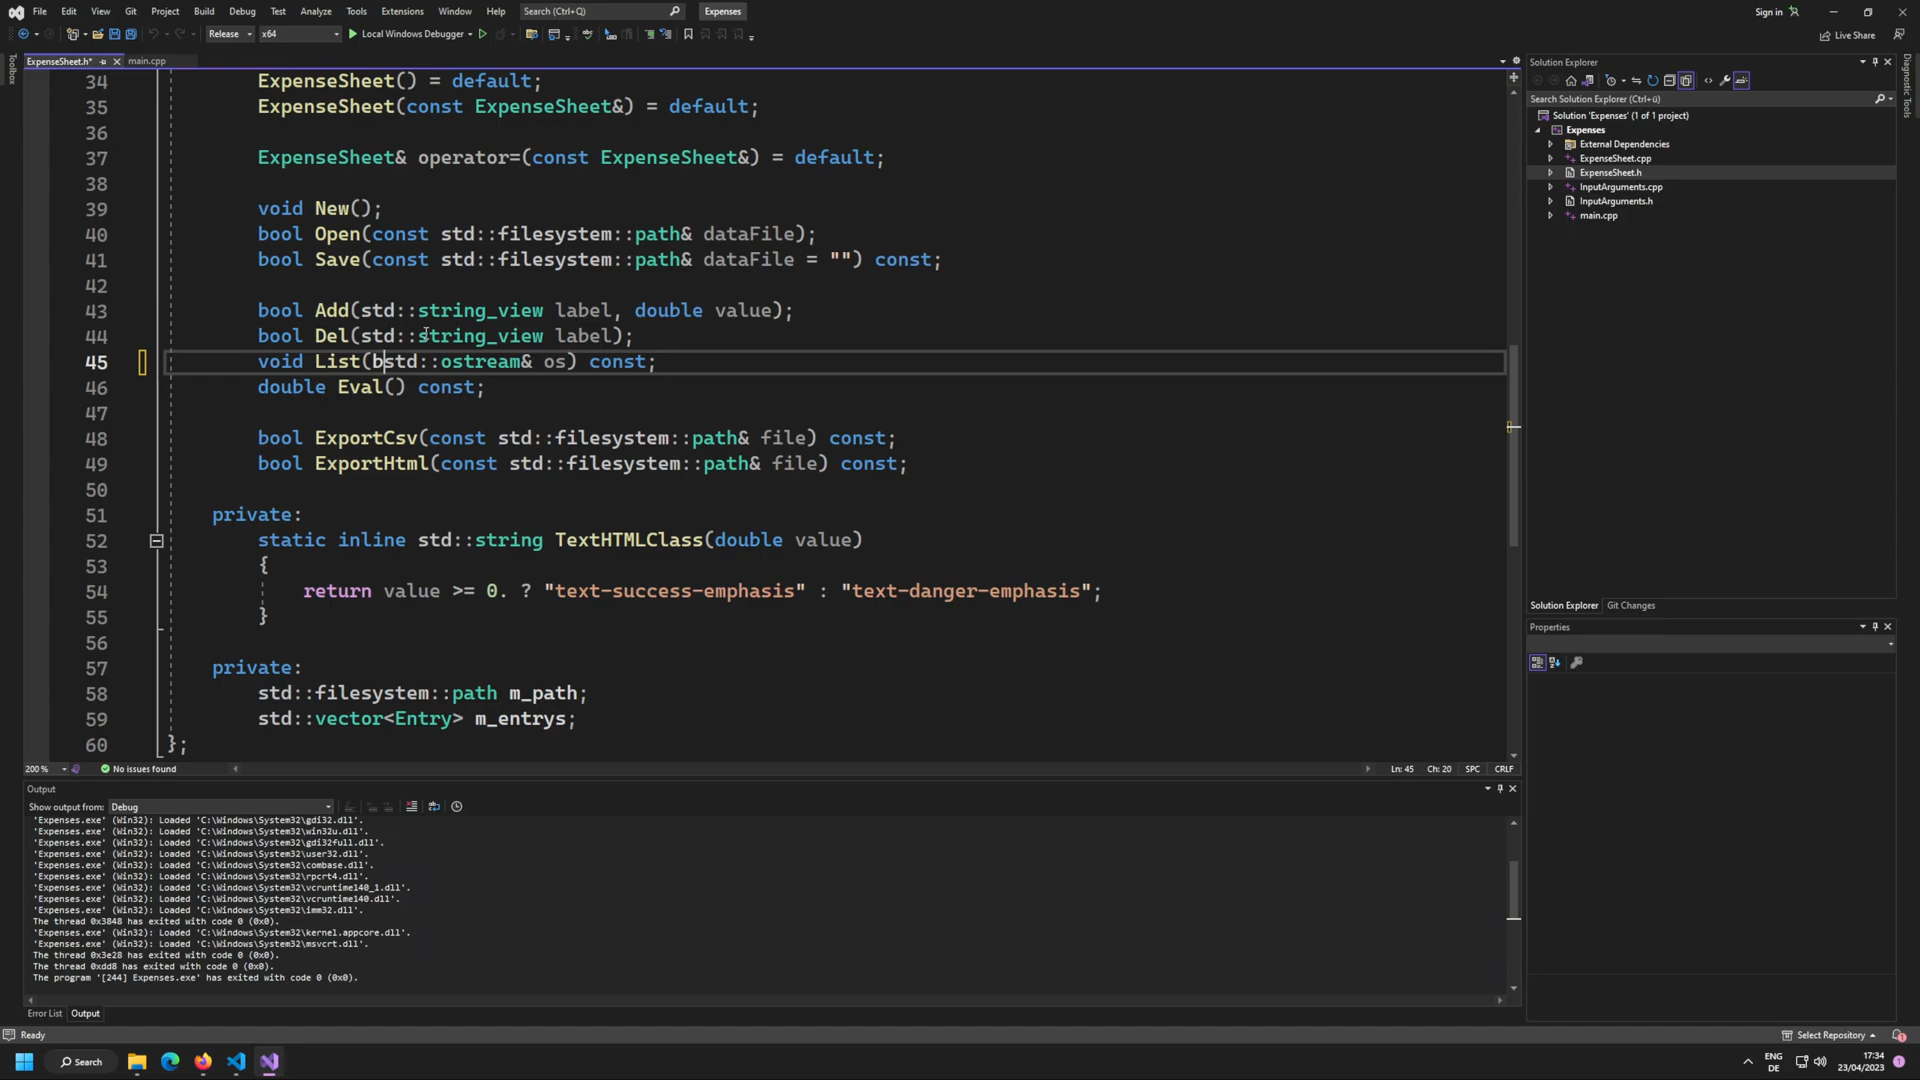 File Edit View Git Project Build Debug Test Analyze Tools Extensions Window Help Search (Ctrl+Q) Expenses Sign in
Release x64 Local Windows Debugger Live Share
ExpenseSheet.h* main.cpp
Toolbox
34 ExpenseSheet() = default;
35 ExpenseSheet(const ExpenseSheet&) = default;
36
37 ExpenseSheet& operator=(const ExpenseSheet&) = default;
38
39 void New();
40 bool Open(const std::filesystem::path& dataFile);
41 bool Save(const std::filesystem::path& dataFile = "") const;
42
43 bool Add(std::string_view label, double value);
44 bool Del(std::string_view label);
45 void List(bstd::ostream& os) const;
46 double Eval() const;
47
48 bool ExportCsv(const std::filesystem::path& file) const;
49 bool ExportHtml(const std::filesystem::path& file) const;
50
51 private:
52 static inline std::string TextHTMLClass(double value)
53 {
54 return value >= 0. ? "text-success-emphasis" : "text-danger-emphasis";
55 }
56
57 private:
58 std::filesystem::path m_path;
59 std::vector<Entry> m_entrys;
60 };
200 % No issues found Ln: 45 Ch: 20 SPC CRLF
Output
Show output from: Debug
'Expenses.exe' (Win32): Loaded 'C:\Windows\System32\gdi32.dll'.
'Expenses.exe' (Win32): Loaded 'C:\Windows\System32\win32u.dll'.
'Expenses.exe' (Win32): Loaded 'C:\Windows\System32\gdi32full.dll'.
'Expenses.exe' (Win32): Loaded 'C:\Windows\System32\user32.dll'.
'Expenses.exe' (Win32): Loaded 'C:\Windows\System32\combase.dll'.
'Expenses.exe' (Win32): Loaded 'C:\Windows\System32\rpcrt4.dll'.
'Expenses.exe' (Win32): Loaded 'C:\Windows\System32\vcruntime140_1.dll'.
'Expenses.exe' (Win32): Loaded 'C:\Windows\System32\vcruntime140.dll'.
'Expenses.exe' (Win32): Loaded 'C:\Windows\System32\imm32.dll'.
The thread 0x3848 has exited with code 0 (0x0).
'Expenses.exe' (Win32): Loaded 'C:\Windows\System32\kernel.appcore.dll'.
'Expenses.exe' (Win32): Loaded 'C:\Windows\System32\msvcrt.dll'.
The thread 0x3e28 has exited with code 0 (0x0).
The thread 0xdd8 has exited with code 0 (0x0).
The program '[244] Expenses.exe' has exited with code 0 (0x0).
Error List Output
Solution Explorer
Search Solution Explorer (Ctrl+ü)
Solution 'Expenses' (1 of 1 project)
Expenses
External Dependencies
ExpenseSheet.cpp
ExpenseSheet.h
InputArguments.cpp
InputArguments.h
main.cpp
Solution Explorer Git Changes
Properties
Diagnostic Tools
Ready Select Repository 1
Search ENG DE 17:34 23/04/2023 1